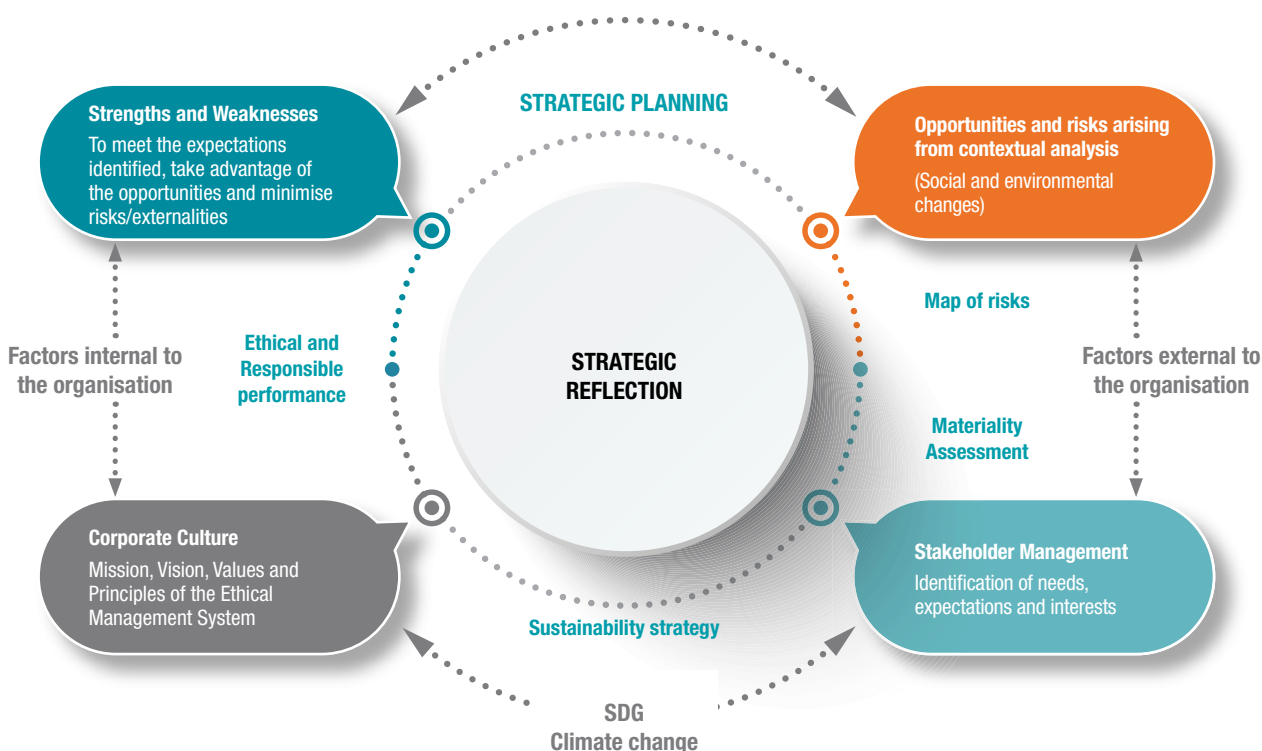 STRATEGIC PLANNING
Strengths and Weaknesses
To meet the expectations
identified, take advantage of
the opportunities and minimise
risks/externalities
Opportunities and risks arising
from contextual analysis
(Social and environmental
changes)
Map of risks
Factors internal to
the organisation
Ethical and
Responsible
performance
STRATEGIC
REFLECTION
Factors external to
the organisation
Materiality
Assessment
Corporate Culture
Mission, Vision, Values and
Principles of the Ethical
Management System
Stakeholder Management
Identification of needs,
expectations and interests
Sustainability strategy
SDG
Climate change